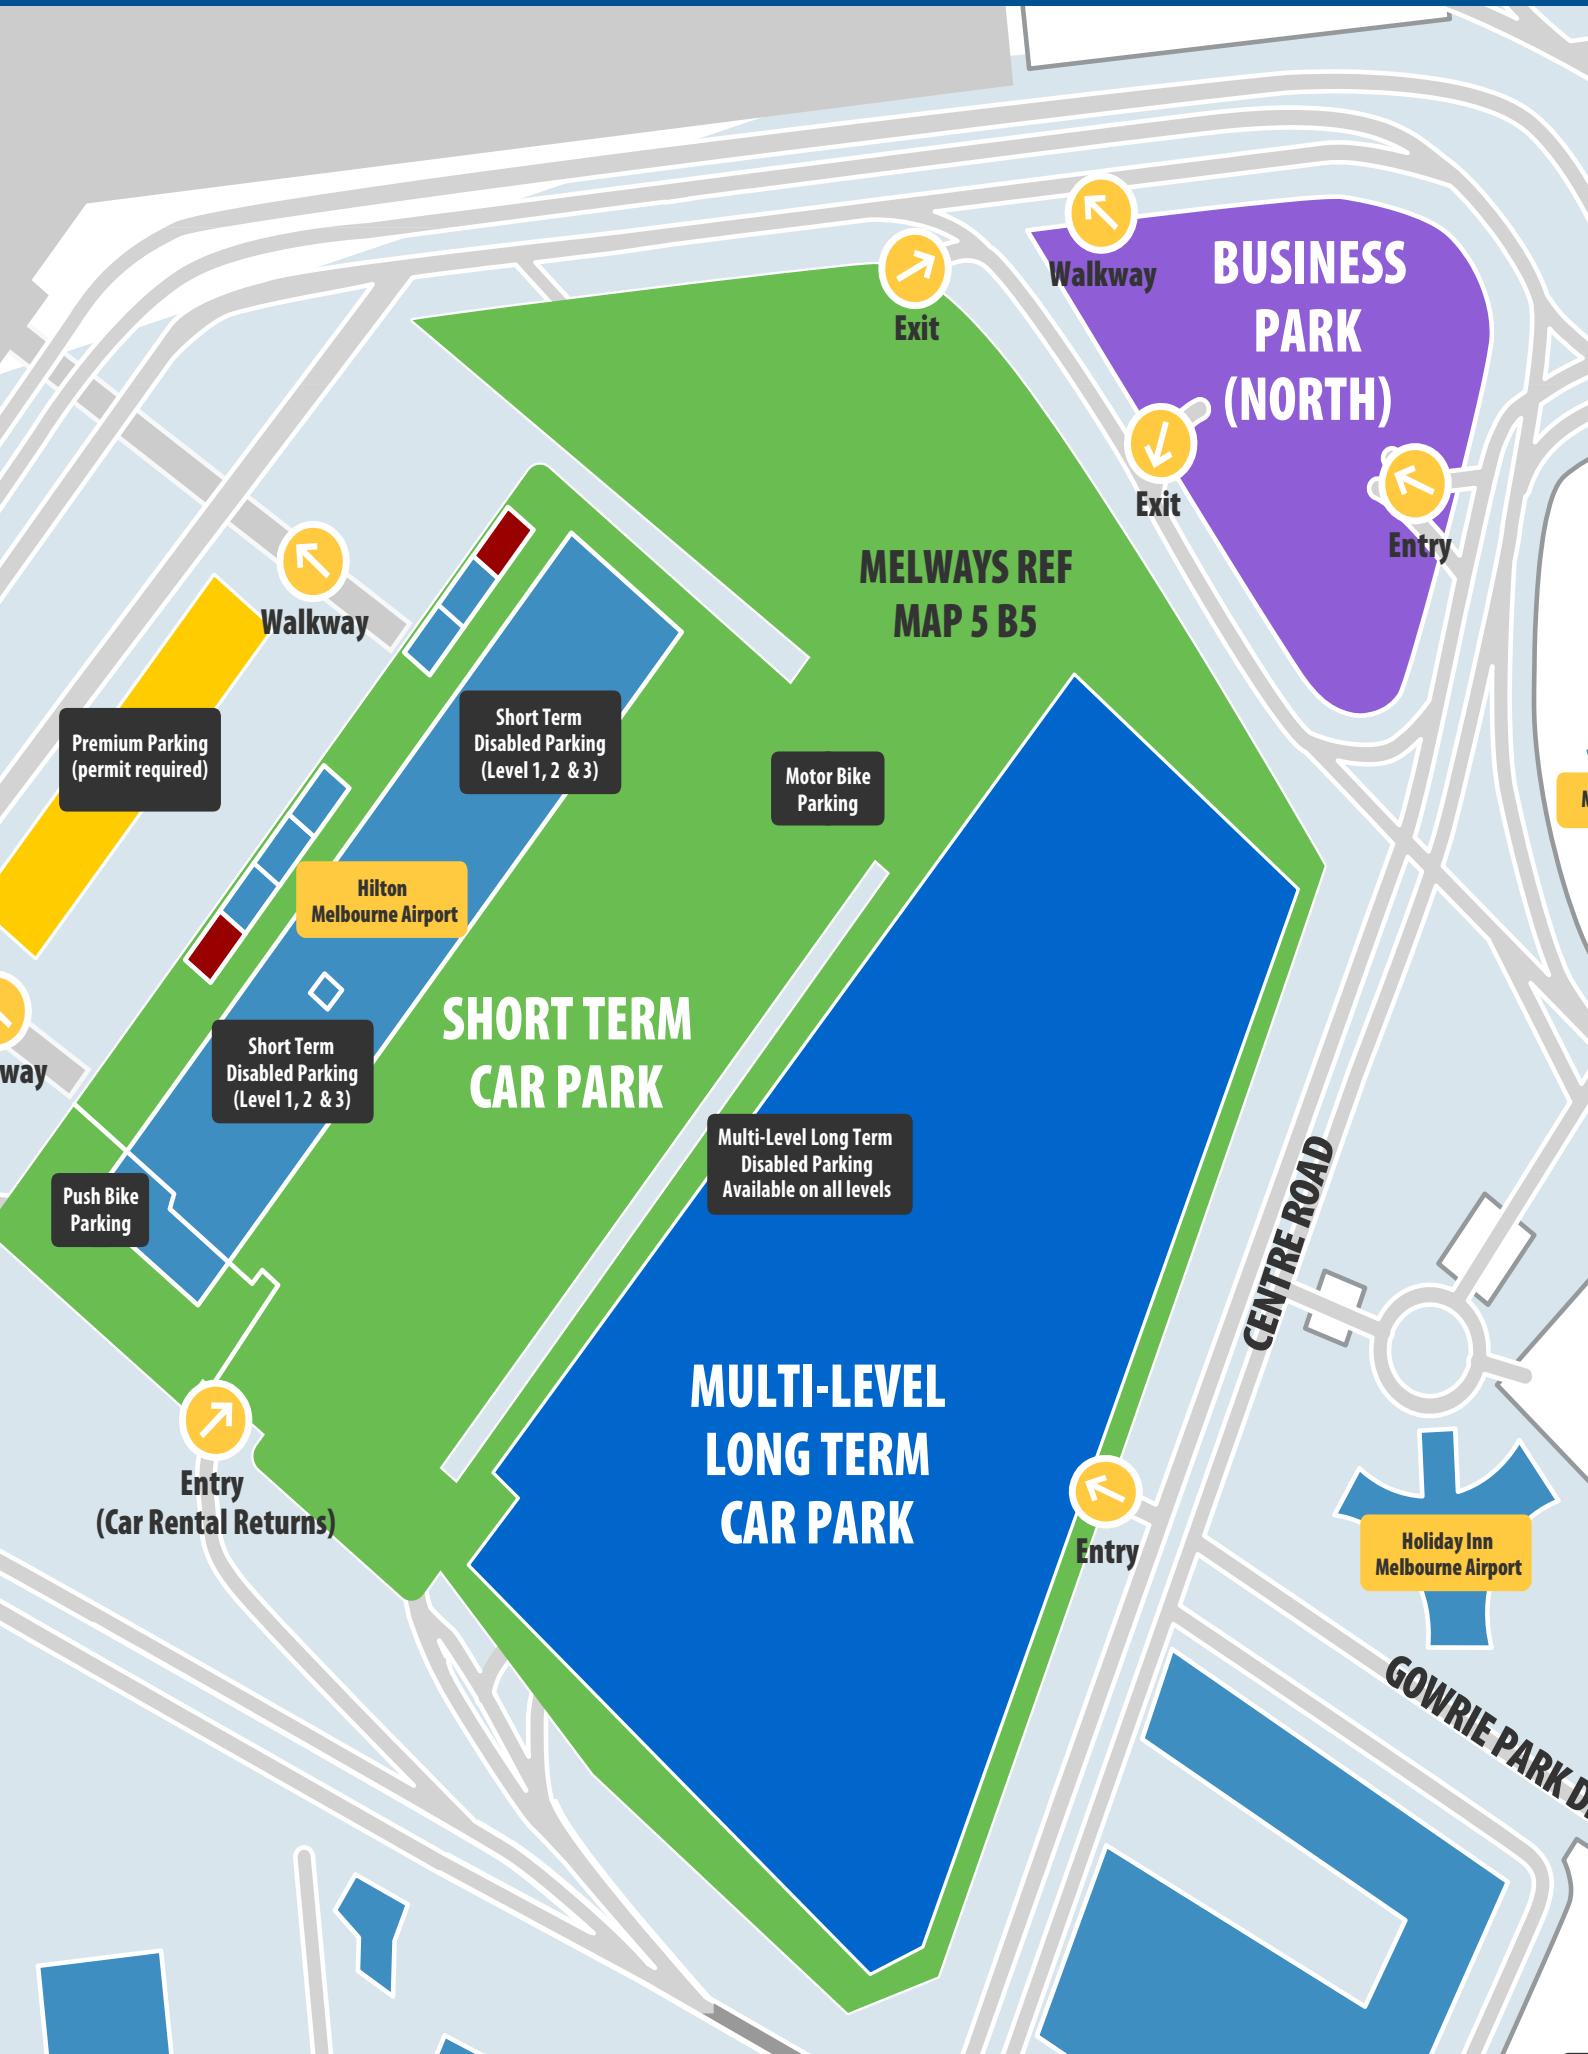 Walkway
BUSINESS
PARK
(NORTH)
Exit
Exit
Entry
MELWAYS REF
MAP 5 B5
Walkway
Premium Parking
(permit required)
Short Term
Disabled Parking
(Level 1, 2 & 3)
Motor Bike
Parking
Hilton
Melbourne Airport
SHORT TERM
CAR PARK
Short Term
Disabled Parking
(Level 1, 2 & 3)
way
Multi-Level Long Term
Disabled Parking
Available on all levels
Push Bike
Parking
CENTRE ROAD
MULTI-LEVEL
LONG TERM
CAR PARK
Entry
(Car Rental Returns)
Entry
Holiday Inn
Melbourne Airport
GOWRIE PARK